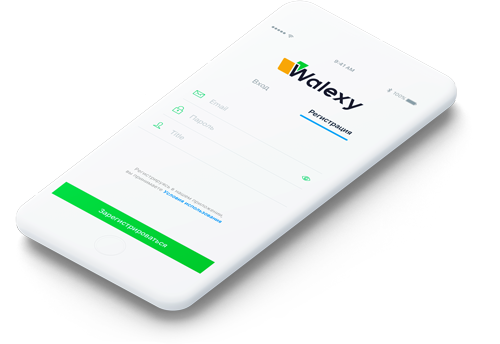 9:41 AM
100%
Walexy
Вход
Регистрация
Email
Пароль
Title
Регистрируясь в нашем приложении,
вы принимаете Условия использования
Зарегистрироваться